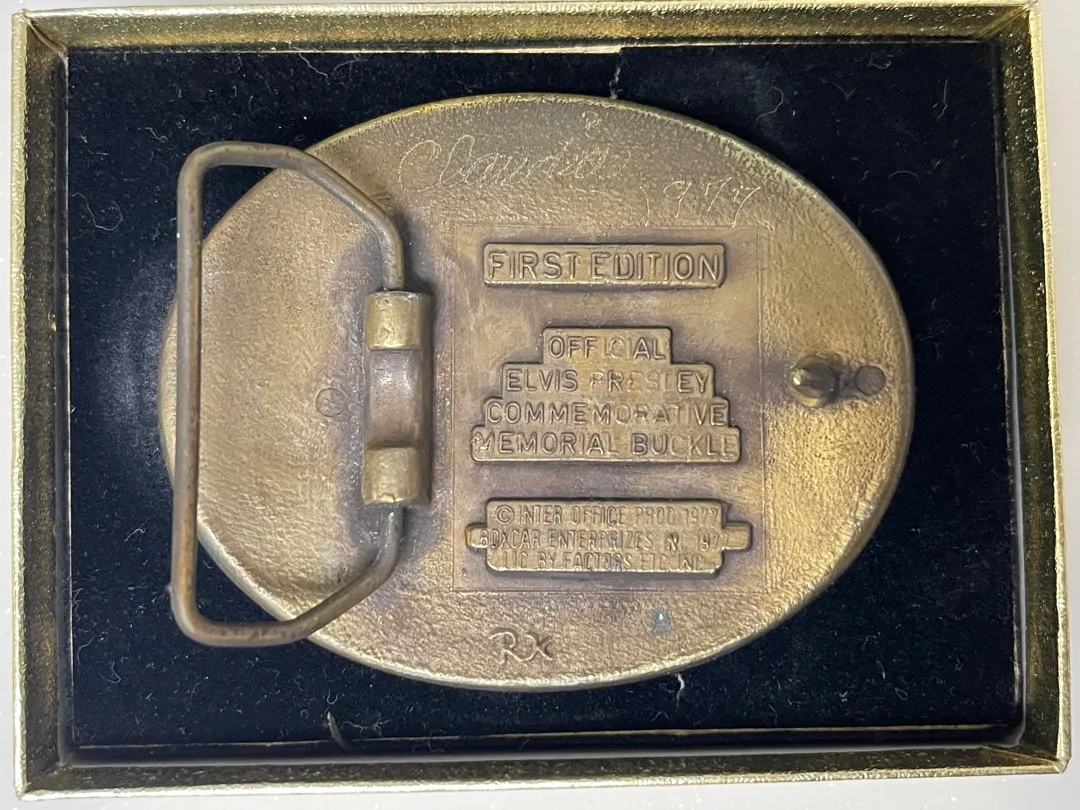 Claudia
1977
FIRST EDITION
OFFICIAL
ELVIS PRESLEY
COMMEMORATIVE
MEMORIAL BUCKLE
© INTER OFFICE PROD 1977
BOXCAR ENTERPRIZES IN 1977
LIC BY FACTORS ETC. INC.
RX